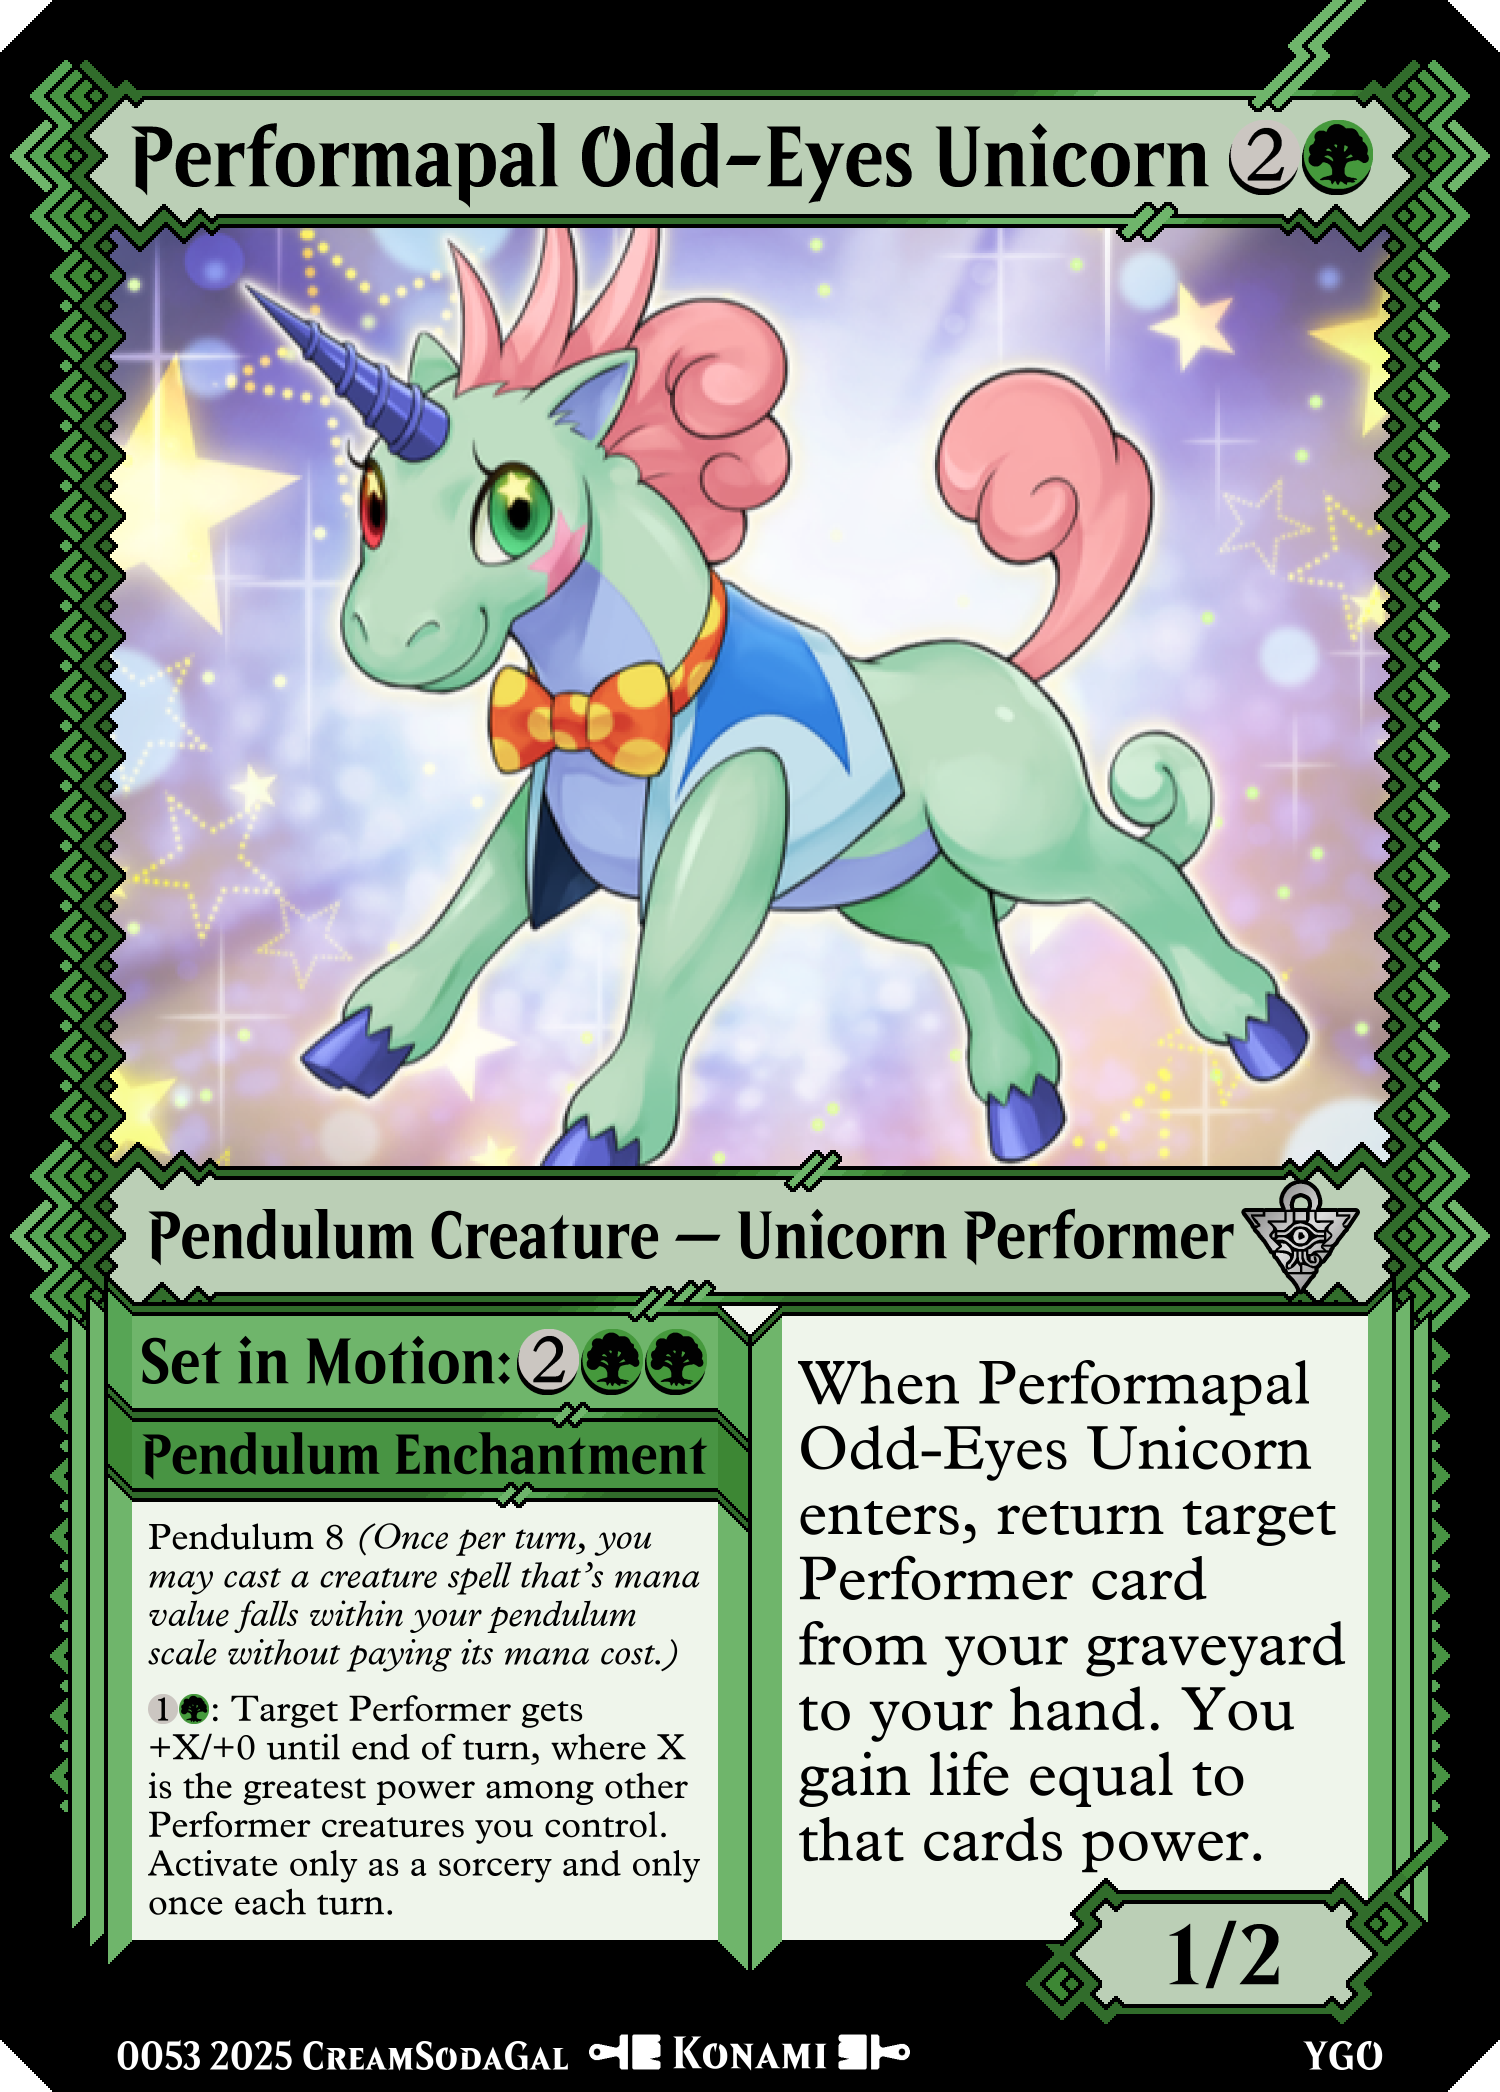 Performapal Odd-Eyes Unicorn 2
Pendulum Creature — Unicorn Performer
Set in Motion: 2
Pendulum Enchantment
Pendulum 8 (Once per turn, you
may cast a creature spell that's mana
value falls within your pendulum
scale without paying its mana cost.)
1: Target Performer gets
+X/+0 until end of turn, where X
is the greatest power among other
Performer creatures you control.
Activate only as a sorcery and only
once each turn.
When Performapal
Odd-Eyes Unicorn
enters, return target
Performer card
from your graveyard
to your hand. You
gain life equal to
that cards power.
1/2
0053 2025 CreamSodaGal Konami YGO